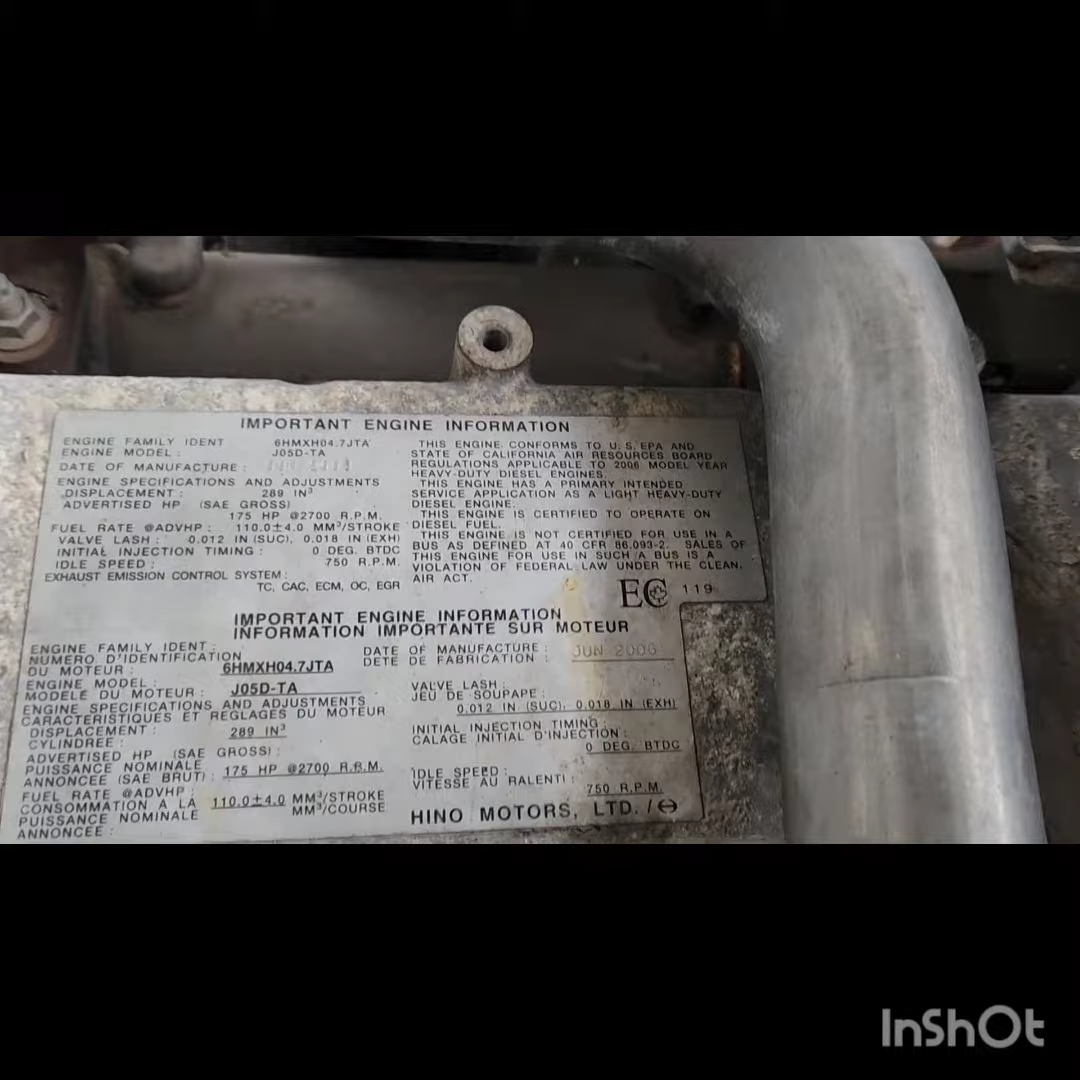 IMPORTANT ENGINE INFORMATION
ENGINE FAMILY IDENT 6HMXH04.7JTA
ENGINE MODEL : J05D-TA
DATE OF MANUFACTURE :
ENGINE SPECIFICATIONS AND ADJUSTMENTS
DISPLACEMENT : 289 IN³
ADVERTISED HP (SAE GROSS)
175 HP @2700 R.P.M.
FUEL RATE @ADVHP : 110.0±4.0 MM³/STROKE
VALVE LASH : 0.012 IN (SUC), 0.018 IN (EXH)
INITIAL INJECTION TIMING : 0 DEG. BTDC
IDLE SPEED : 750 R.P.M.
EXHAUST EMISSION CONTROL SYSTEM :
TC, CAC, ECM, OC, EGR
THIS ENGINE CONFORMS TO U.S. EPA AND
STATE OF CALIFORNIA AIR RESOURCES BOARD
REGULATIONS APPLICABLE TO 2006 MODEL YEAR
HEAVY-DUTY DIESEL ENGINES.
THIS ENGINE HAS A PRIMARY INTENDED
SERVICE APPLICATION AS A LIGHT HEAVY-DUTY
DIESEL ENGINE.
THIS ENGINE IS CERTIFIED TO OPERATE ON
DIESEL FUEL.
THIS ENGINE IS NOT CERTIFIED FOR USE IN A
BUS AS DEFINED AT 40 CFR 86.093-2. SALES OF
THIS ENGINE FOR USE IN SUCH A BUS IS A
VIOLATION OF FEDERAL LAW UNDER THE CLEAN
AIR ACT.
EC 119
IMPORTANT ENGINE INFORMATION
INFORMATION IMPORTANTE SUR MOTEUR
ENGINE FAMILY IDENT :
NUMERO D'IDENTIFICATION
DU MOTEUR : 6HMXH04.7JTA
ENGINE MODEL :
MODELE DU MOTEUR : J05D-TA
ENGINE SPECIFICATIONS AND ADJUSTMENTS
CARACTERISTIQUES ET REGLAGES DU MOTEUR
DISPLACEMENT : 289 IN³
CYLINDREE :
ADVERTISED HP (SAE GROSS) :
PUISSANCE NOMINALE
ANNONCEE (SAE BRUT) : 175 HP @2700 R.P.M.
FUEL RATE @ADVHP :
CONSOMMATION A LA 110.0±4.0 MM³/STROKE
PUISSANCE NOMINALE MM³/COURSE
ANNONCEE :
DATE OF MANUFACTURE :
DETE DE FABRICATION : JUN 2006
VALVE LASH :
JEU DE SOUPAPE :
0.012 IN (SUC), 0.018 IN (EXH)
INITIAL INJECTION TIMING :
CALAGE INITIAL D'INJECTION :
0 DEG. BTDC
IDLE SPEED :
VITESSE AU RALENTI :
750 R.P.M.
HINO MOTORS, LTD. /
InShOt